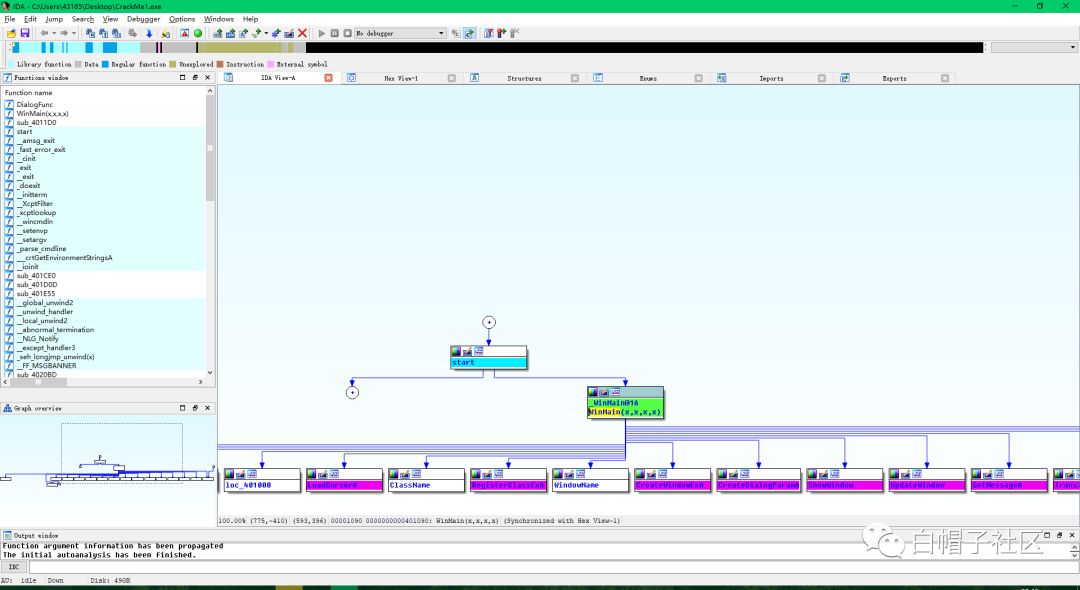 IDA - C:\Users\43165\Desktop\CrackMe1.exe
File Edit Jump Search View Debugger Options Windows Help
No debugger
Library function Data Regular function Unexplored Instruction External symbol
Functions window
IDA View-A Hex View-1 Structures Enums Imports Exports
Function name
DialogFunc
WinMain(x,x,x,x)
sub_4011D0
start
__amsg_exit
_fast_error_exit
__cinit
_exit
__exit
_doexit
__initterm
__XcptFilter
_xcptlookup
__wincmdln
__setenvp
__setargv
_parse_cmdline
___crtGetEnvironmentStringsA
__ioinit
sub_401CE0
sub_401D0D
sub_401E55
__global_unwind2
__unwind_handler
__local_unwind2
__abnormal_termination
__NLG_Notify
__except_handler3
_seh_longjmp_unwind(x)
__FF_MSGBANNER
sub_4020BD
start
_WinMain@16
WinMain(x,x,x,x)
Graph overview
loc_401080 LoadCursorA ClassName RegisterClassExA WindowName CreateWindowExA CreateDialogParamA ShowWindow UpdateWindow GetMessageA Trans
100.00% (775,-410) (593,396) 00001090 0000000000401090: WinMain(x,x,x,x) (Synchronized with Hex View-1)
Output window
Function argument information has been propagated
The initial autoanalysis has been finished.
IDC
AU: idle Down Disk: 49GB
白帽子社区